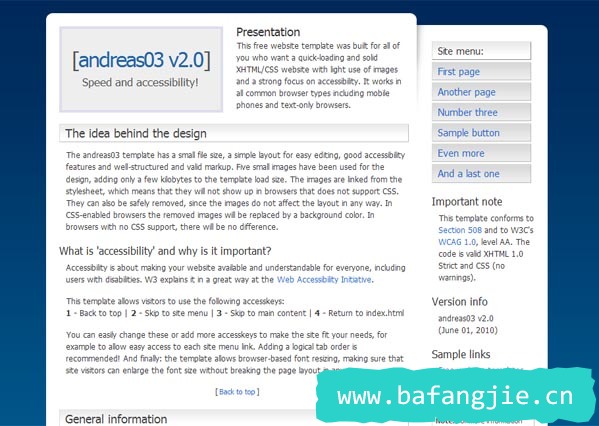 [andreas03 v2.0]
Speed and accessibility!
Presentation
This free website template was built for all of
you who want a quick-loading and solid
XHTML/CSS website with light use of images
and a strong focus on accessibility. It works in
all common browser types including mobile
phones and text-only browsers.
The idea behind the design
The andreas03 template has a small file size, a simple layout for easy editing, good accessibility
features and well-structured and valid markup. Five small images have been used for the
design, adding only a few kilobytes to the template load size. The images are linked from the
stylesheet, which means that they will not show up in browsers that does not support CSS.
They can also be safely removed, since the images do not affect the layout in any way. In
CSS-enabled browsers the removed images will be replaced by a background color. In
browsers with no CSS support, there will be no difference.
What is 'accessibility' and why is it important?
Accessibility is about making your website available and understandable for everyone, including
users with disabilities. W3 explains it in a great way at the Web Accessibility Initiative.
This template allows visitors to use the following accesskeys:
1 - Back to top | 2 - Skip to site menu | 3 - Skip to main content | 4 - Return to index.html
You can easily change these or add more accesskeys to make the site fit your needs, for
example to allow easy access to each site menu link. Adding a logical tab order is
recommended! And finally: the template allows browser-based font resizing, making sure that
site visitors can enlarge the font size without breaking the page layout in
[Back to top]
General information
Site menu:
First page
Another page
Number three
Sample button
Even more
And a last one
Important note
This template conforms to
Section 508 and to W3C's
WCAG 1.0, level AA. The
code is valid XHTML 1.0
Strict and CSS (no
warnings).
Version info
andreas03 v2.0
(June 01, 2010)
Sample links
www.bafangjie.cn